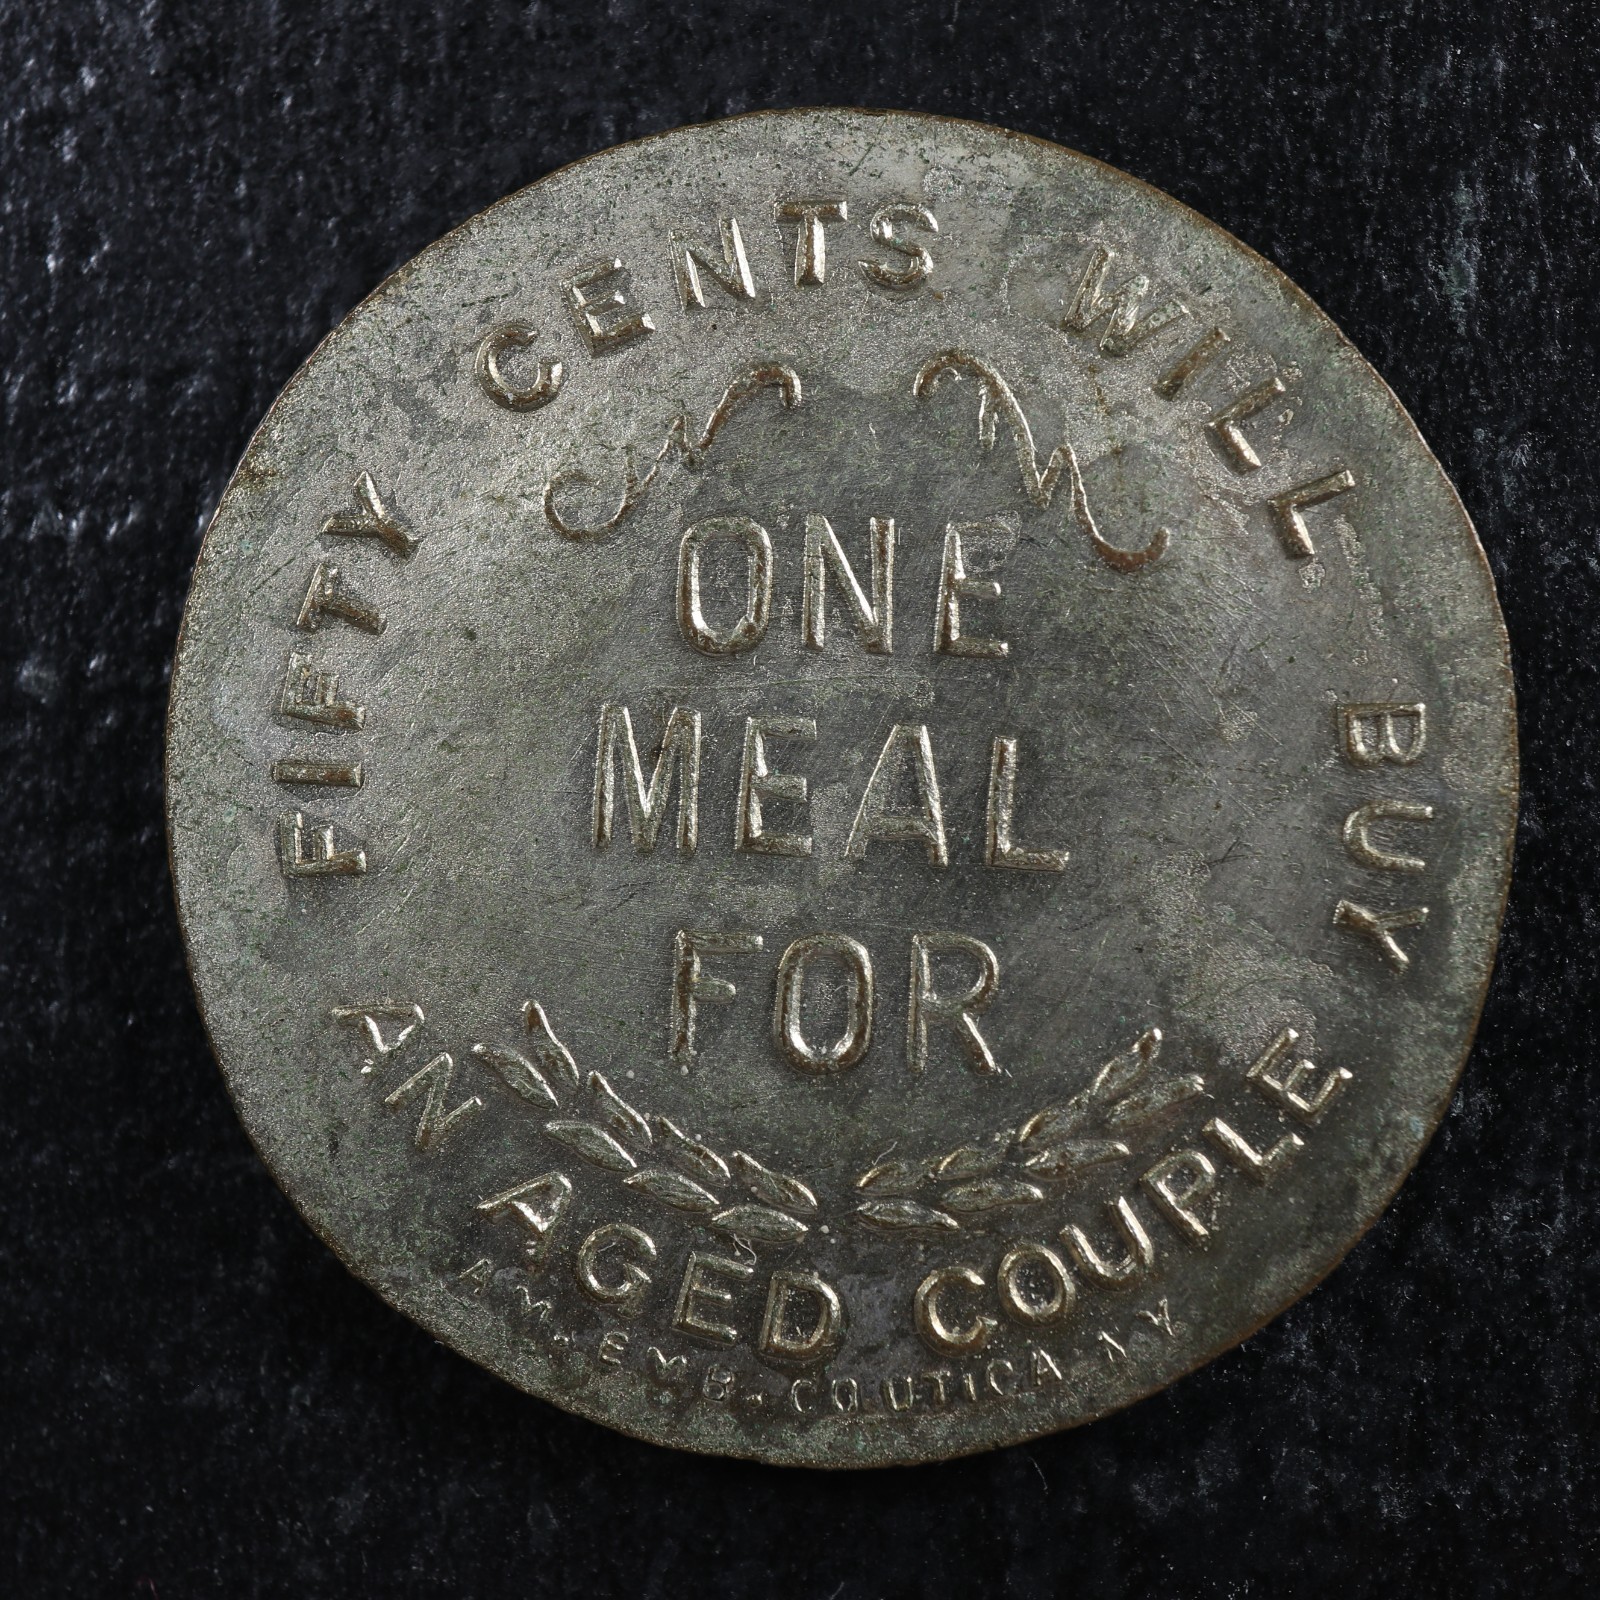 FIFTY CENTS WILL BUY
ONE
MEAL
FOR
AN AGED COUPLE
AM. EMB. CO UTICA N Y